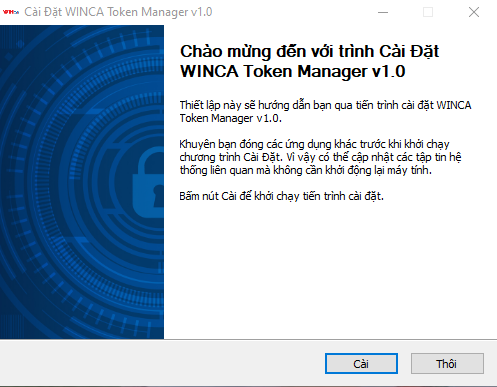 WINCA Cài Đặt WINCA Token Manager v1.0
Chào mừng đến với trình Cài Đặt
WINCA Token Manager v1.0
Thiết lập này sẽ hướng dẫn bạn qua tiến trình cài đặt WINCA
Token Manager v1.0.
Khuyên bạn đóng các ứng dụng khác trước khi khởi chạy
chương trình Cài Đặt. Vì vậy có thể cập nhật các tập tin hệ
thống liên quan mà không cần khởi động lại máy tính.
Bấm nút Cài để khởi chạy tiến trình cài đặt.
Cài
Thôi